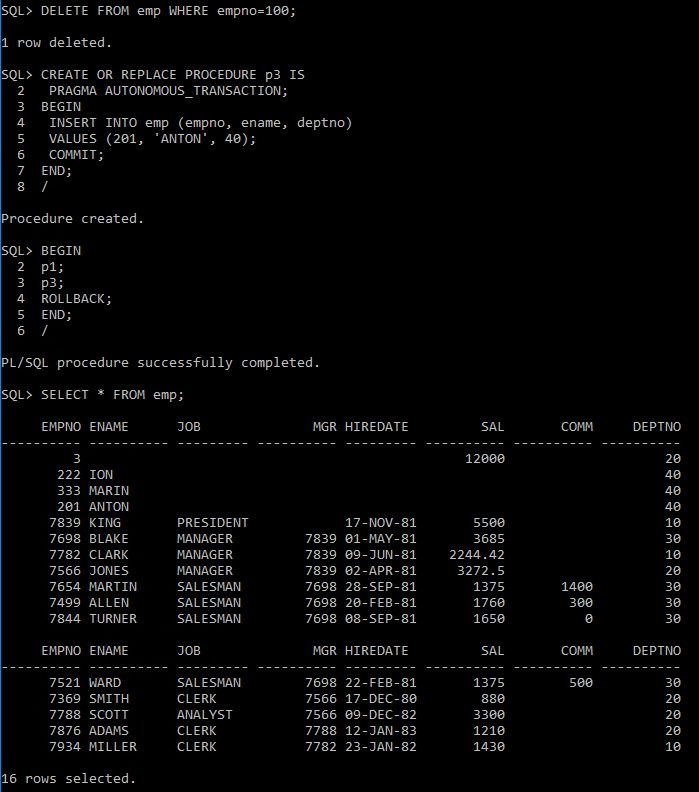 SQL> DELETE FROM emp WHERE empno=100;
1 row deleted.
SQL> CREATE OR REPLACE PROCEDURE p3 IS
  2   PRAGMA AUTONOMOUS_TRANSACTION;
  3  BEGIN
  4   INSERT INTO emp (empno, ename, deptno)
  5   VALUES (201, 'ANTON', 40);
  6   COMMIT;
  7  END;
  8  /
Procedure created.
SQL> BEGIN
  2  p1;
  3  p3;
  4  ROLLBACK;
  5  END;
  6  /
PL/SQL procedure successfully completed.
SQL> SELECT * FROM emp;
     EMPNO ENAME      JOB              MGR HIREDATE         SAL       COMM     DEPTNO
---------- ---------- --------- ---------- --------- ---------- ---------- ----------
         3                                                12000                    20
       222 ION                                                                     40
       333 MARIN                                                                   40
       201 ANTON                                                                   40
      7839 KING       PRESIDENT            17-NOV-81       5500                    10
      7698 BLAKE      MANAGER         7839 01-MAY-81       3685                    30
      7782 CLARK      MANAGER         7839 09-JUN-81    2244.42                    10
      7566 JONES      MANAGER         7839 02-APR-81     3272.5                    20
      7654 MARTIN     SALESMAN        7698 28-SEP-81       1375       1400         30
      7499 ALLEN      SALESMAN        7698 20-FEB-81       1760        300         30
      7844 TURNER     SALESMAN        7698 08-SEP-81       1650          0         30
     EMPNO ENAME      JOB              MGR HIREDATE         SAL       COMM     DEPTNO
---------- ---------- --------- ---------- --------- ---------- ---------- ----------
      7521 WARD       SALESMAN        7698 22-FEB-81       1375        500         30
      7369 SMITH      CLERK           7566 17-DEC-80        880                    20
      7788 SCOTT      ANALYST         7566 09-DEC-82       3300                    20
      7876 ADAMS      CLERK           7788 12-JAN-83       1210                    20
      7934 MILLER     CLERK           7782 23-JAN-82       1430                    10
16 rows selected.